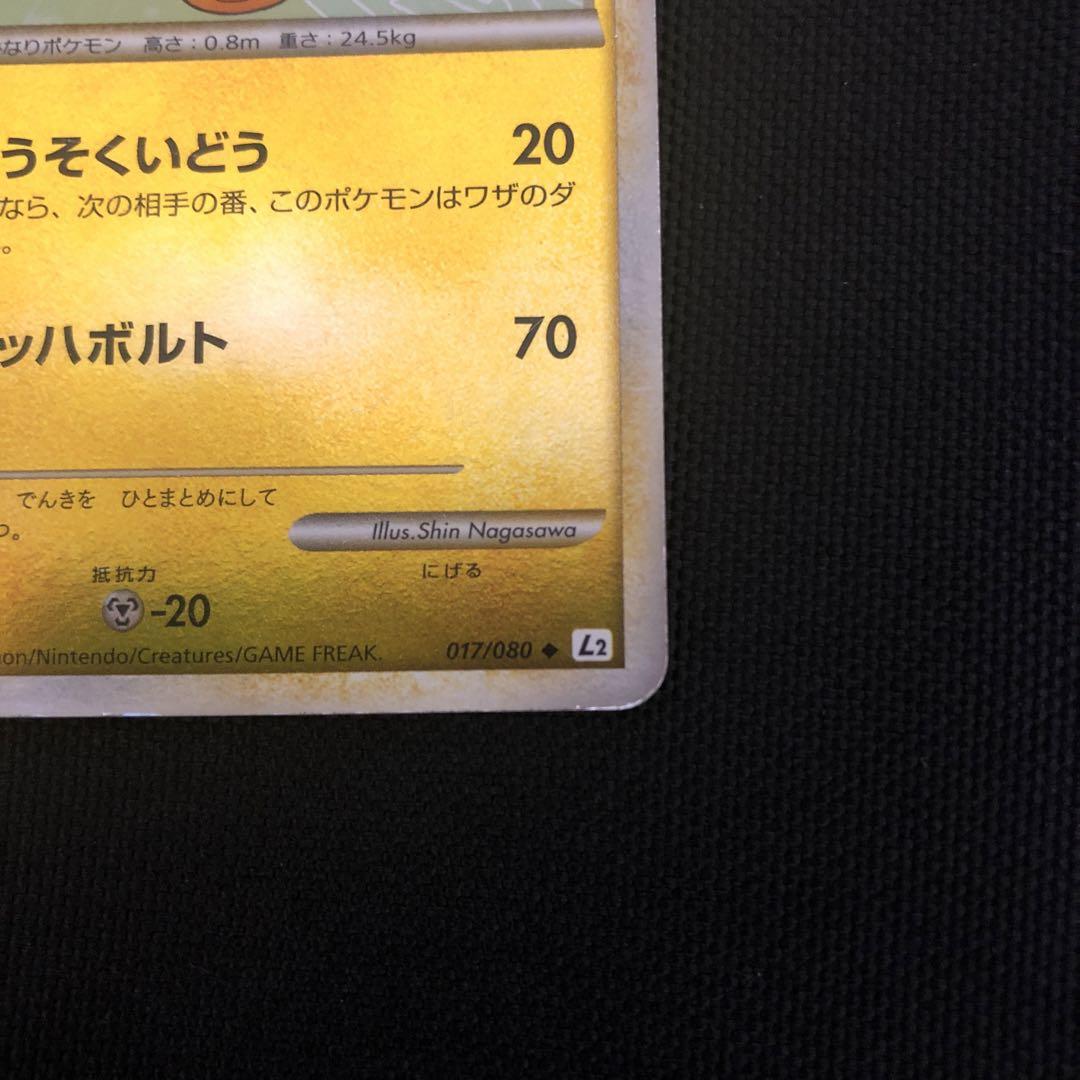 なりポケモン 高さ：0.8m 重さ：24.5kg
うそくいどう 20
なら、次の相手の番、このポケモンはワザのダ
。
ッハボルト 70
でんきを ひとまとめにして
つ。
Illus.Shin Nagasawa
抵抗力 にげる
-20
on/Nintendo/Creatures/GAME FREAK. 017/080 ◆ L2